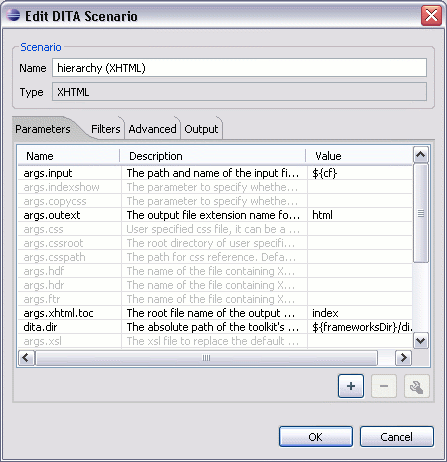 Edit DITA Scenario
Scenario
Name hierarchy (XHTML)
Type XHTML
Parameters Filters Advanced Output
Name Description Value
args.input The path and name of the input fi... ${cf}
args.indexshow The parameter to specify whethe...
args.copycss The parameter to specify whethe...
args.outext The output file extension name fo... html
args.css User specified css file, it can be a ...
args.cssroot The root directory of user specifi...
args.csspath The path for css reference. Defa...
args.hdf The name of the file containing X...
args.hdr The name of the file containing X...
args.ftr The name of the file containing X...
args.xhtml.toc The root file name of the output ... index
dita.dir The absolute path of the toolkit's ... ${frameworksDir}/di...
args.xsl The xsl file to replace the default ...
OK Cancel